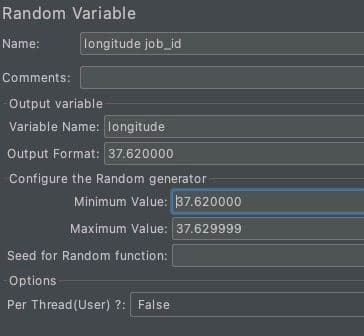 Random Variable
Name: longitude job_id
Comments:
Output variable
Variable Name: longitude
Output Format: 37.620000
Configure the Random generator
Minimum Value: 37.620000
Maximum Value: 37.629999
Seed for Random function:
Options
Per Thread(User) ?: False